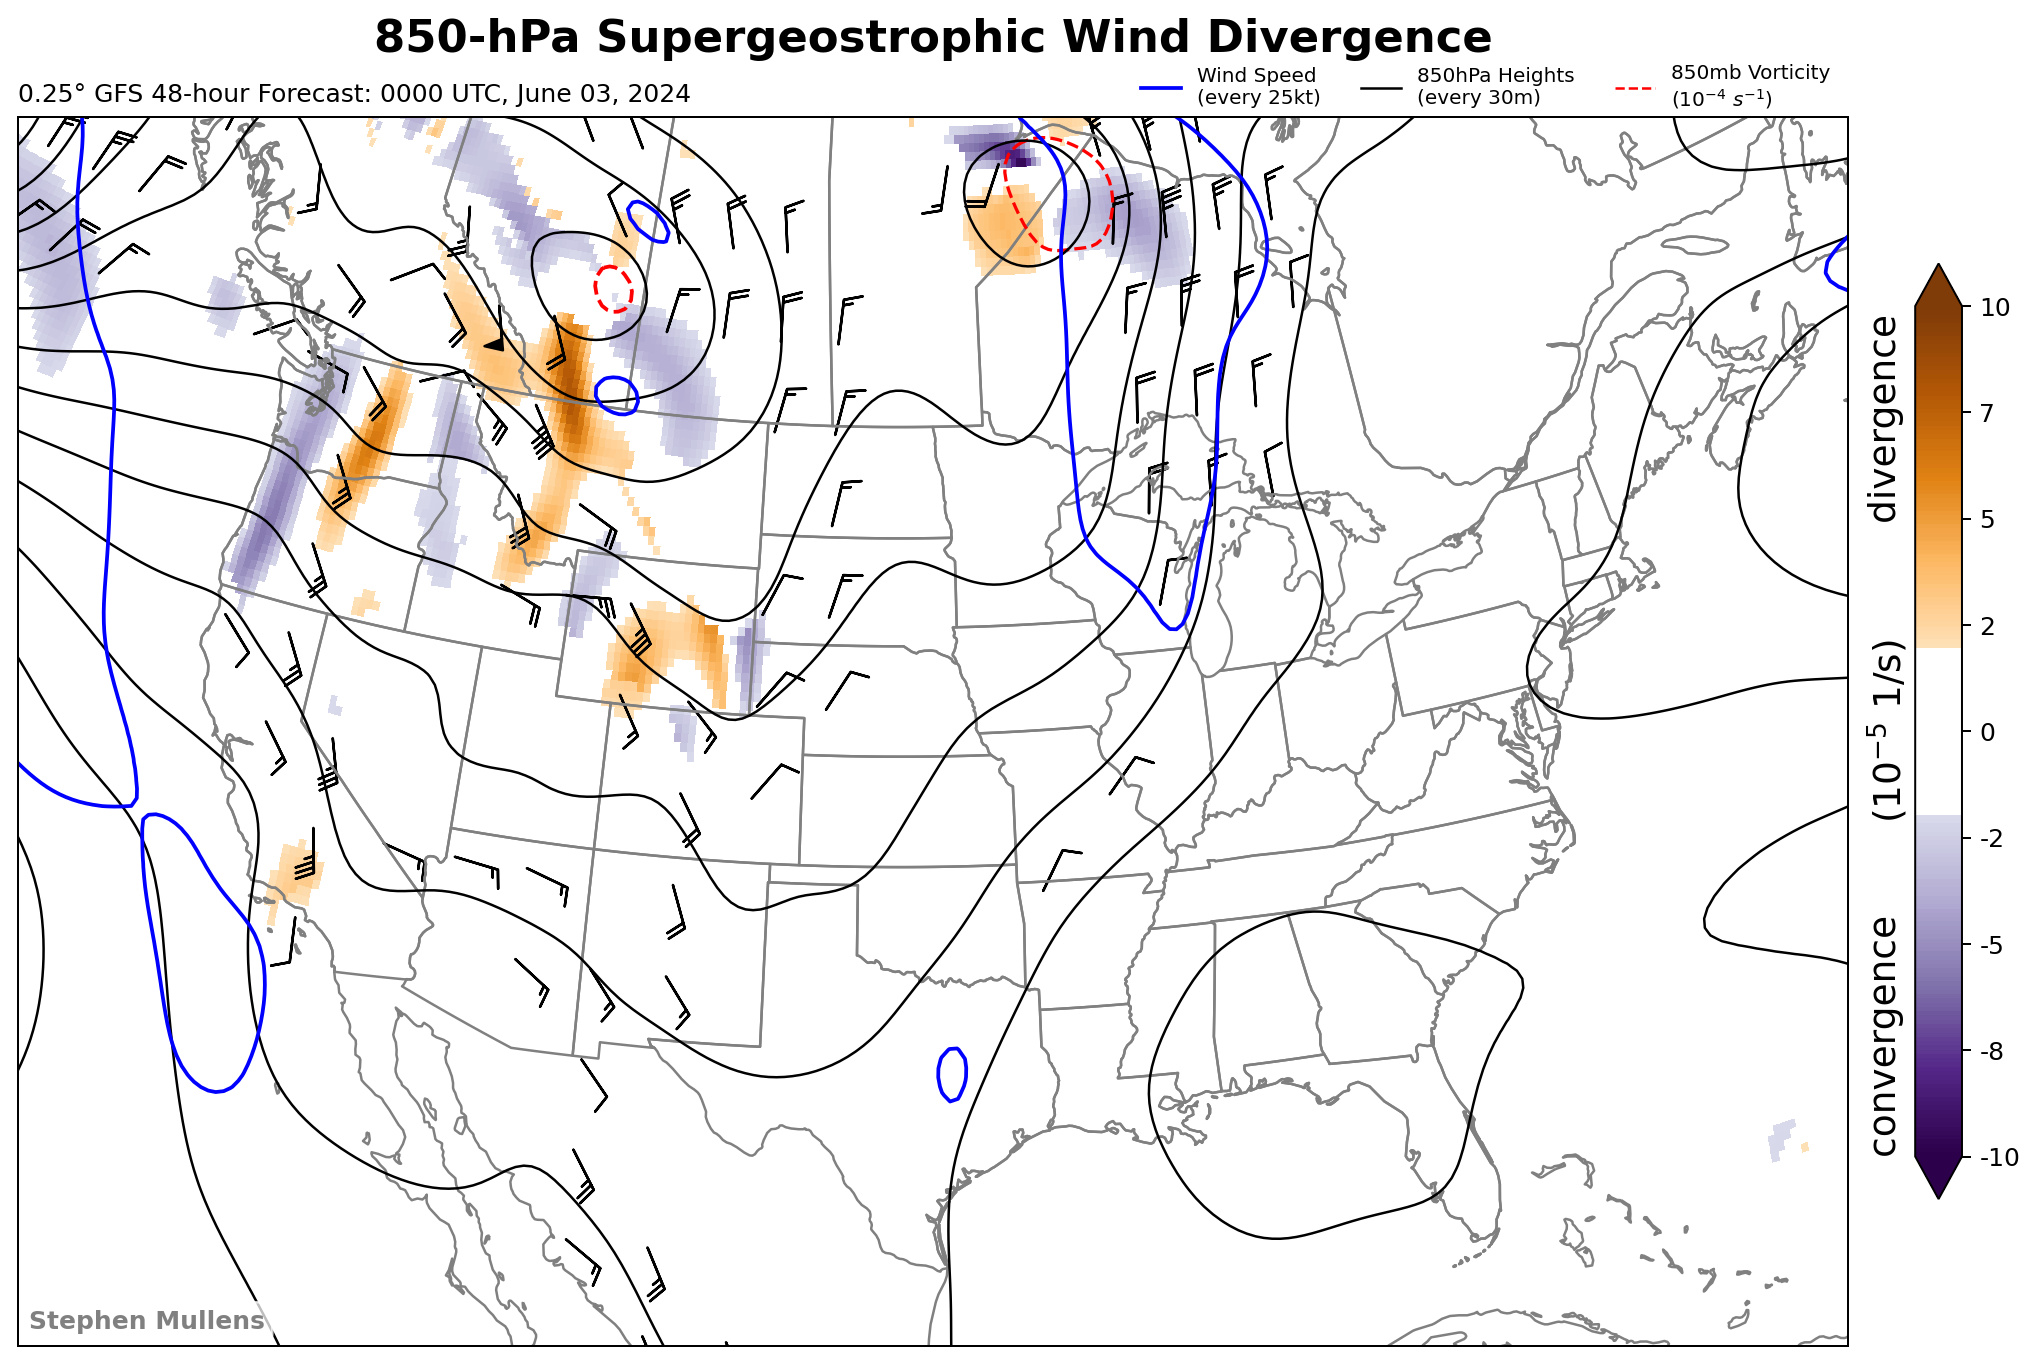 850-hPa Supergeostrophic Wind Divergence
0.25° GFS 48-hour Forecast: 0000 UTC, June 03, 2024
Wind Speed
(every 25kt)
850hPa Heights
(every 30m)
850mb Vorticity
(10⁻⁴ s⁻¹)
10
7
5
2
0
-2
-5
-8
-10
divergence
(10⁻⁵ 1/s)
convergence
Stephen Mullens